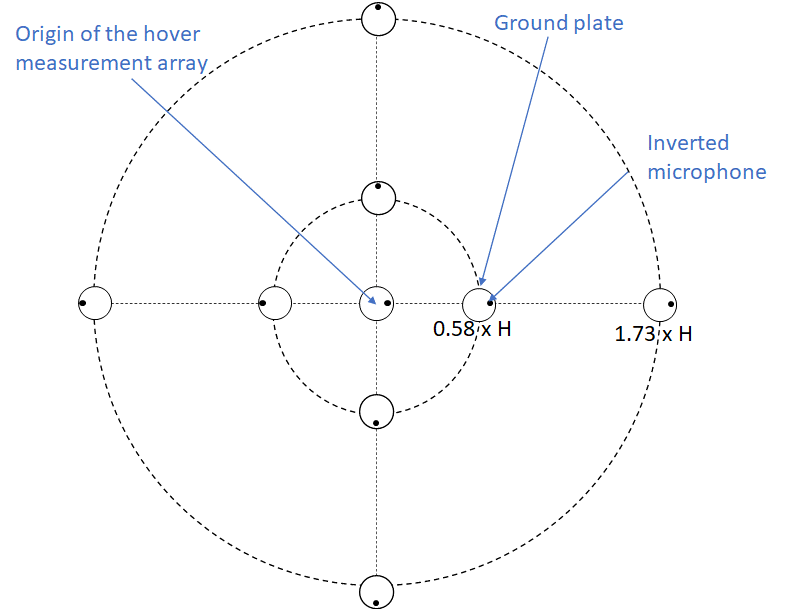 Origin of the hover
measurement array
Ground plate
Inverted
microphone
0.58 x H
1.73 x H